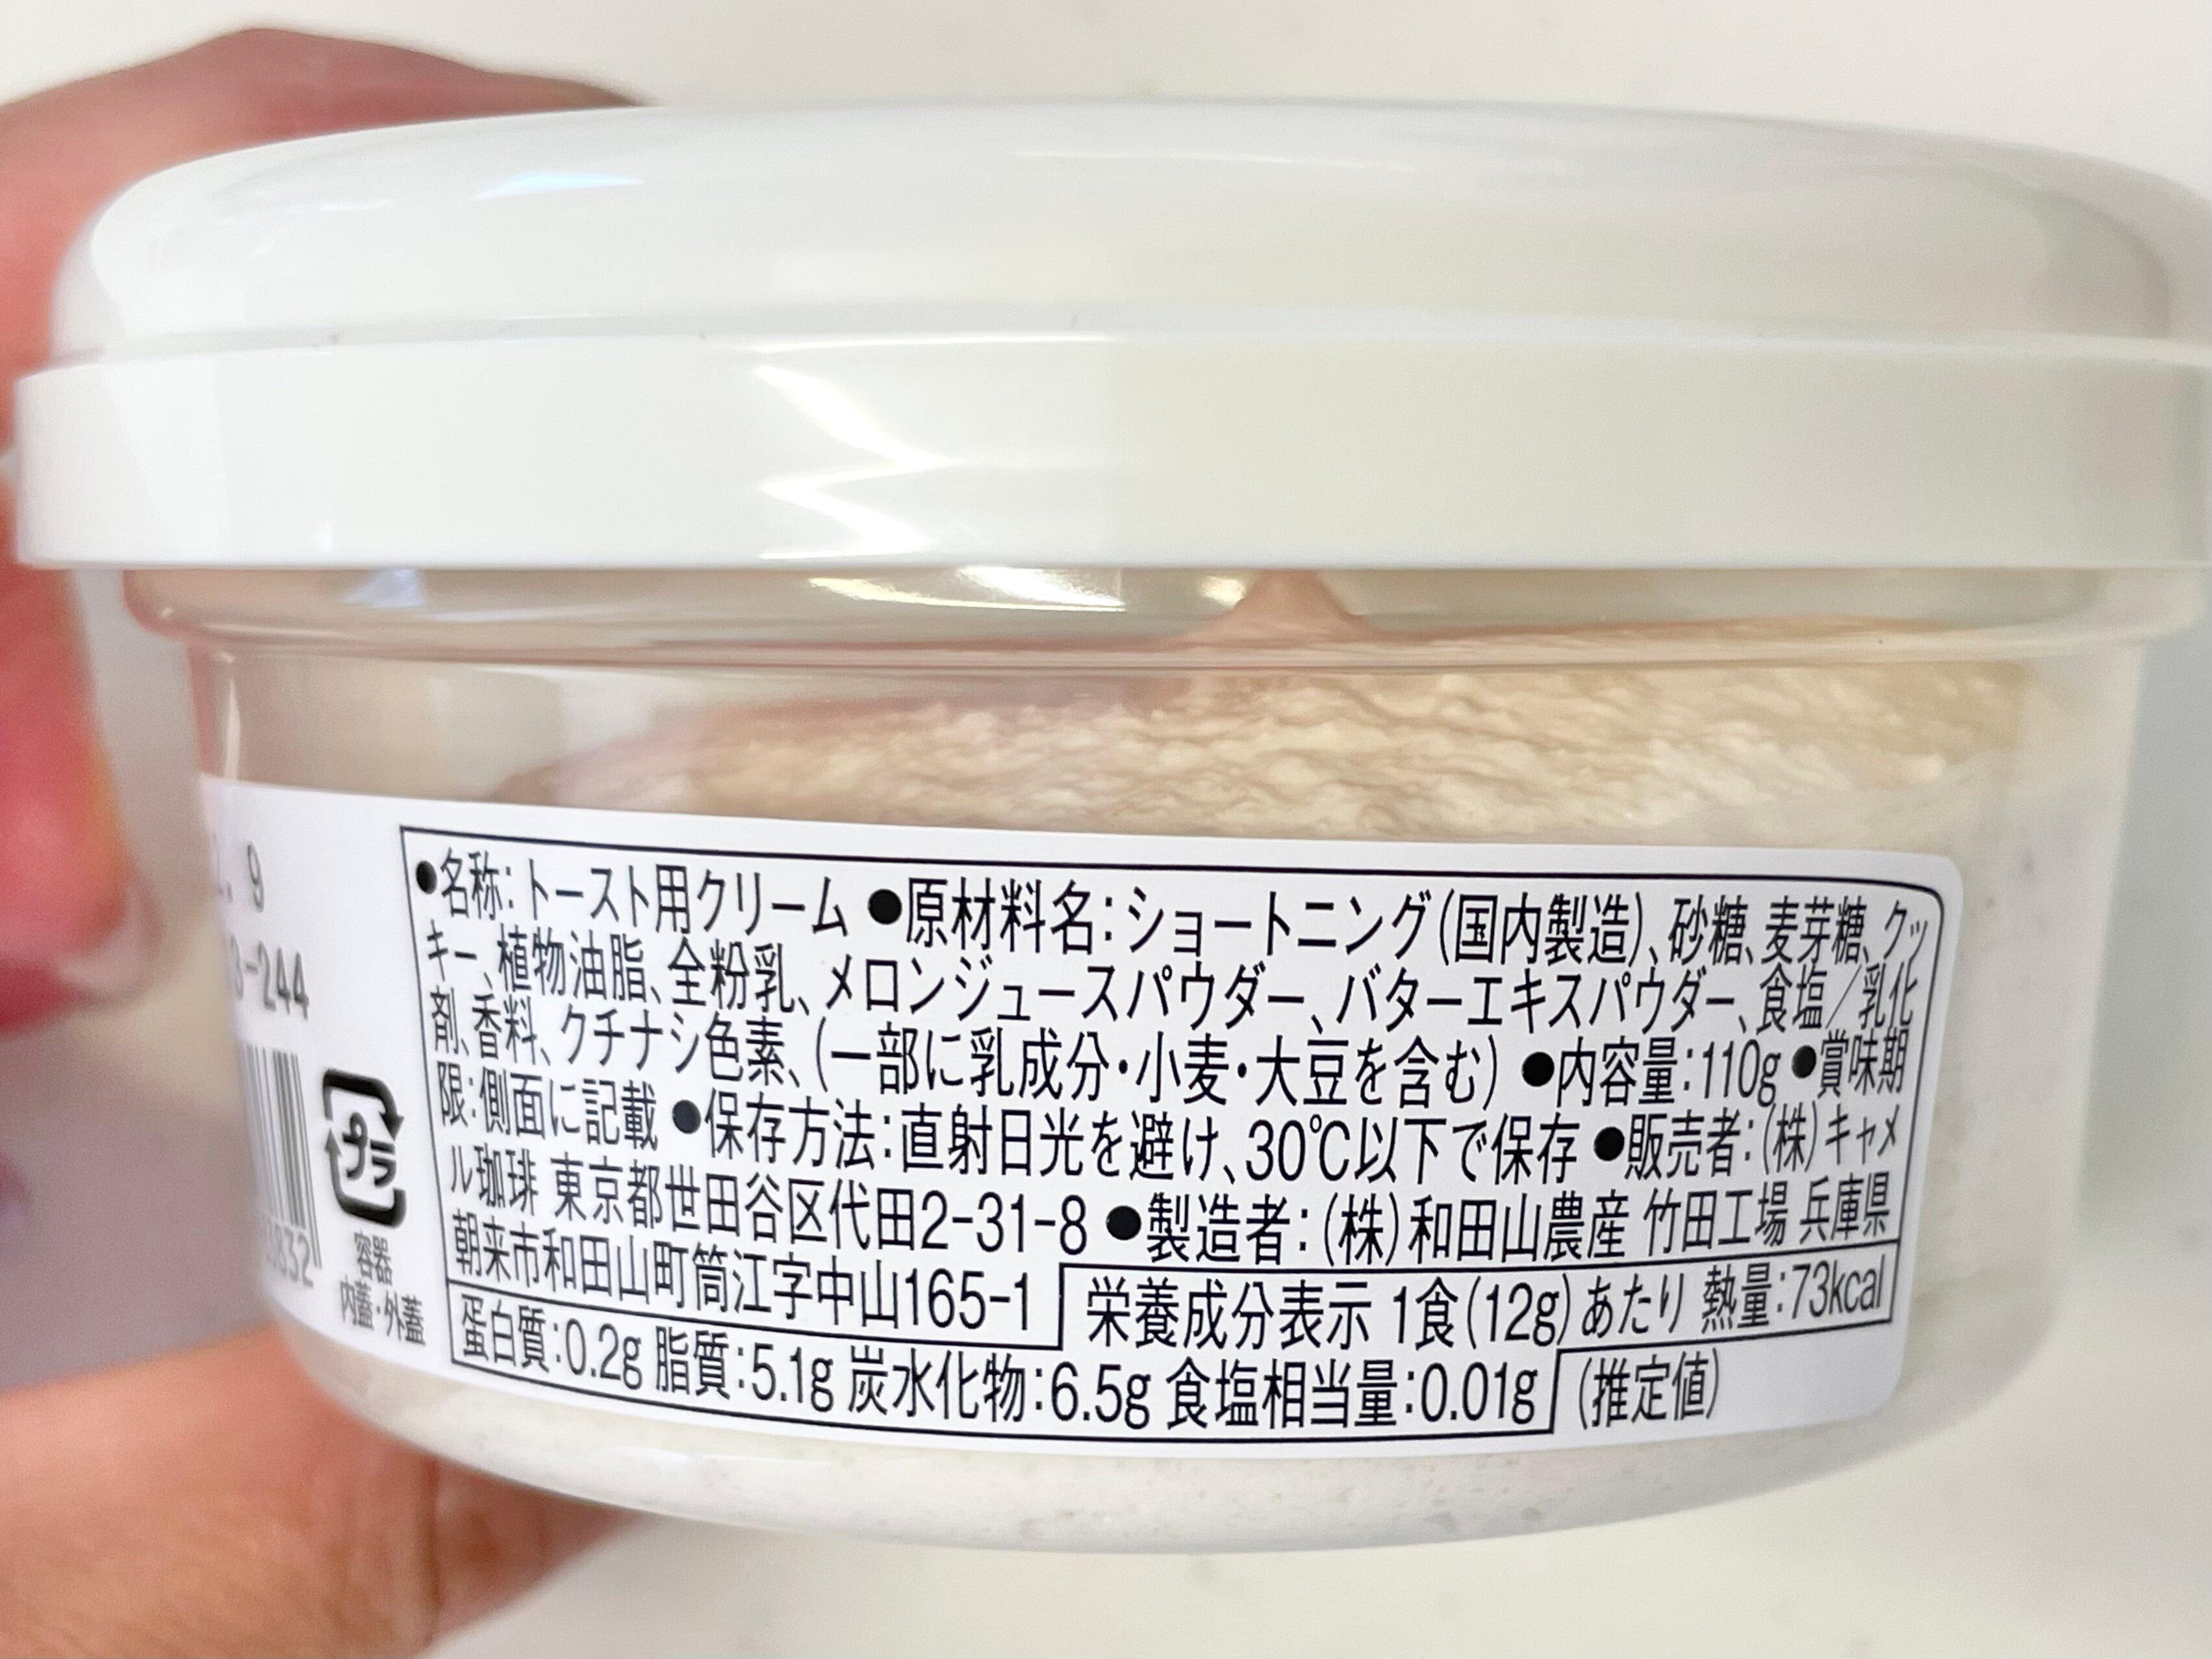 ●名称:トースト用クリーム ●原材料名:ショートニング(国内製造)、砂糖、麦芽糖、クッ
キー、植物油脂、全粉乳、メロンジュースパウダー、バターエキスパウダー、食塩/乳化
剤、香料、クチナシ色素、(一部に乳成分・小麦・大豆を含む) ●内容量:110g ●賞味期
限:側面に記載 ●保存方法:直射日光を避け、30℃以下で保存 ●販売者:(株)キャメ
ル珈琲 東京都世田谷区代田2-31-8 ●製造者:(株)和田山農産 竹田工場 兵庫県
朝来市和田山町筒江字中山165-1
栄養成分表示 1食(12g)あたり 熱量:73kcal
蛋白質:0.2g 脂質:5.1g 炭水化物:6.5g 食塩相当量:0.01g (推定値)
. 9
3-244
832
プラ
容器
内蓋・外蓋